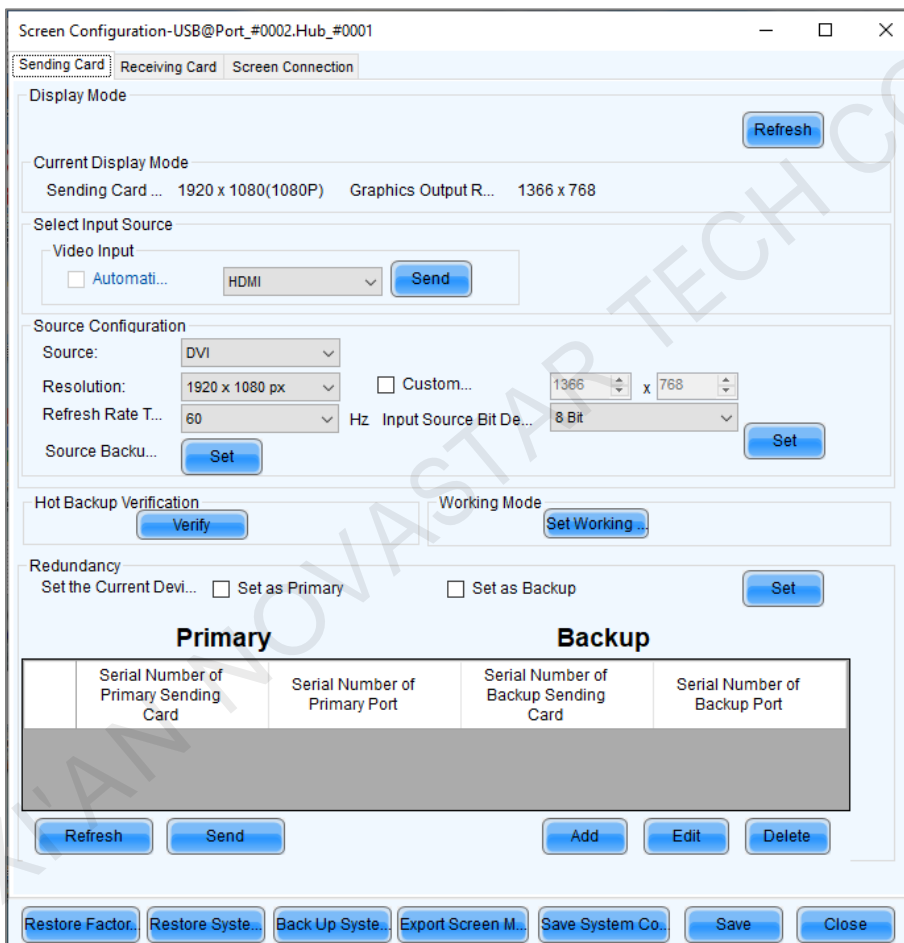 Screen Configuration-USB@Port_#0002.Hub_#0001
Sending Card Receiving Card Screen Connection
Display Mode
Refresh
Current Display Mode
Sending Card ... 1920 x 1080(1080P) Graphics Output R... 1366 x 768
Select Input Source
Video Input
Automati... HDMI Send
Source Configuration
Source: DVI
Resolution: 1920 x 1080 px Custom... 1366 x 768
Refresh Rate T... 60 Hz Input Source Bit De... 8 Bit
Set
Source Backu... Set
Hot Backup Verification Working Mode
Verify Set Working ...
Redundancy
Set the Current Devi... Set as Primary Set as Backup Set
Primary Backup
Serial Number of Primary Sending Card
Serial Number of Primary Port
Serial Number of Backup Sending Card
Serial Number of Backup Port
Refresh Send Add Edit Delete
Restore Factor... Restore Syste... Back Up Syste... Export Screen M... Save System Co... Save Close
XI'AN NOVASTAR TECH CO